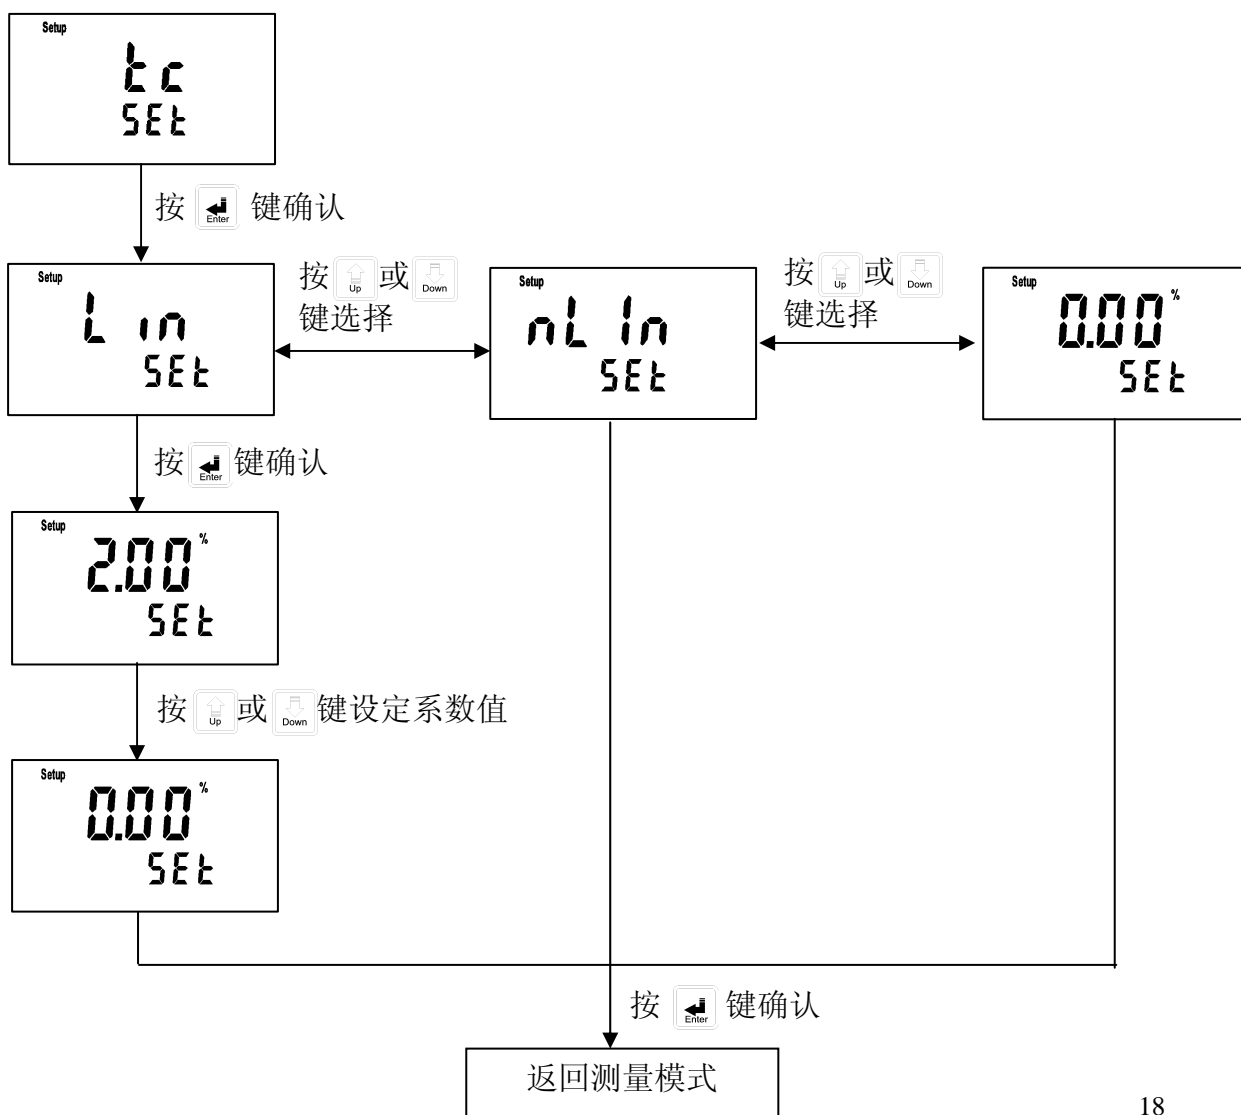 Setup
tc
SEt
按 Enter 键确认
Setup
Lin
SEt
按 Up 或 Down
键选择
Setup
nLIn
SEt
按 Up 或 Down
键选择
Setup
0.00 %
SEt
按 Enter 键确认
Setup
2.00 %
SEt
按 Up 或 Down 键设定系数值
Setup
0.00 %
SEt
按 Enter 键确认
返回测量模式
18